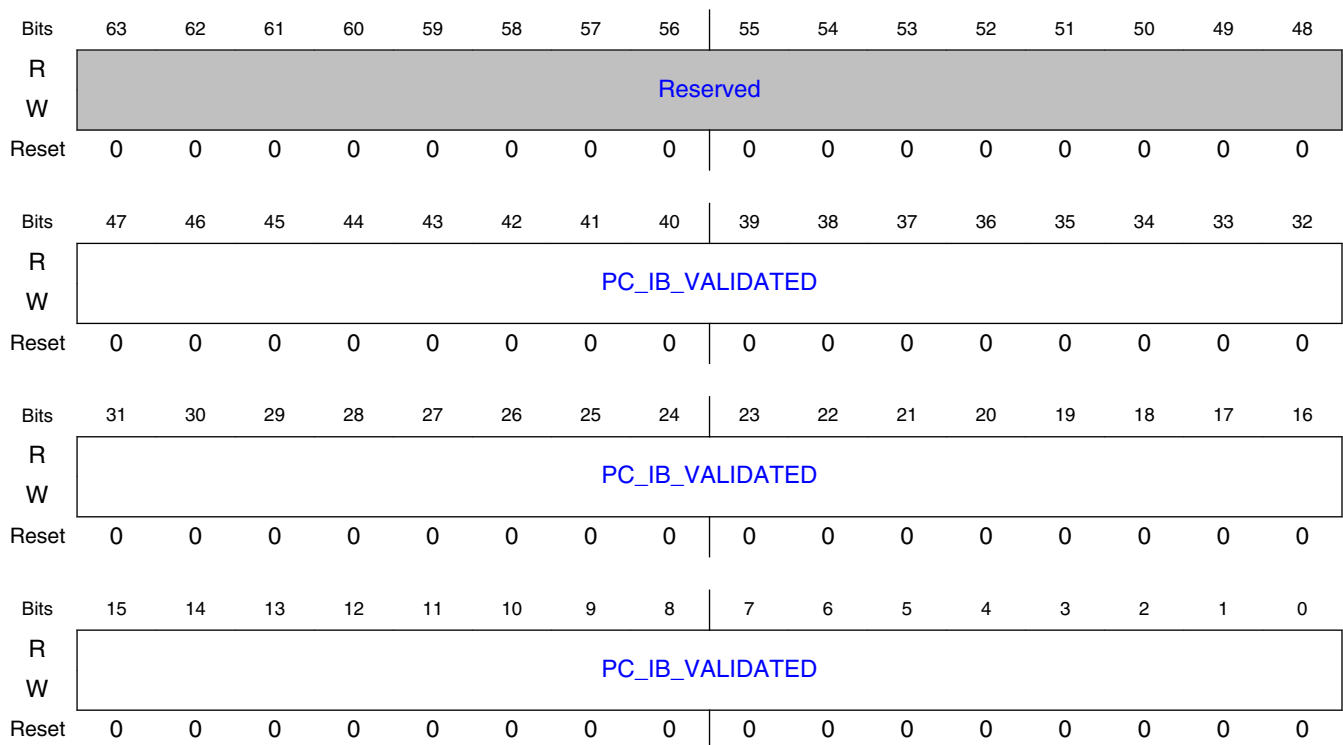 Bits 63 62 61 60 59 58 57 56 55 54 53 52 51 50 49 48
R
Reserved
W
Reset 0 0 0 0 0 0 0 0 0 0 0 0 0 0 0 0
Bits 47 46 45 44 43 42 41 40 39 38 37 36 35 34 33 32
R
PC_IB_VALIDATED
W
Reset 0 0 0 0 0 0 0 0 0 0 0 0 0 0 0 0
Bits 31 30 29 28 27 26 25 24 23 22 21 20 19 18 17 16
R
PC_IB_VALIDATED
W
Reset 0 0 0 0 0 0 0 0 0 0 0 0 0 0 0 0
Bits 15 14 13 12 11 10 9 8 7 6 5 4 3 2 1 0
R
PC_IB_VALIDATED
W
Reset 0 0 0 0 0 0 0 0 0 0 0 0 0 0 0 0